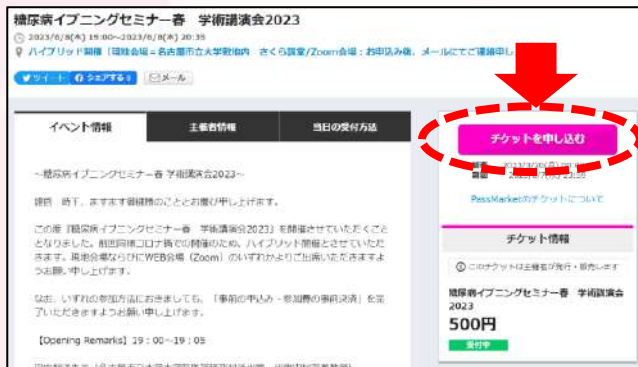 糖尿病イブニングセミナー春 学術講演会2023
2023/6/8(木) 19:00~2023/6/8(木) 20:35
ハイブリッド開催（現地会場=名古屋市立大学敷地内 さくら講堂/Zoom会場：お申込み後、メールにてご連絡申し
ツイート シェアする メール
イベント情報 主催者情報 当日の受付方法
チケットを申し込む
~糖尿病イブニングセミナー春 学術講演会2023~
PassMarketのチケットについて
謹啓 時下、ますます御健勝のこととお慶び申し上げます。
この度『糖尿病イブニングセミナー春 学術講演会2023』を開催させていただくこと
となりました。前回同様コロナ禍での開催のため、ハイブリッド開催とさせていただ
きます。現地会場ならびにWEB会場（Zoom）のいずれかよりご出席いただきますよ
うお願い申し上げます。
チケット情報
このチケットは主催者が発行・販売します
なお、いずれの参加方法におきましても、「事前の申込み・参加費の事前決済」を完
了いただきますようお願い申し上げます。
糖尿病イブニングセミナー春 学術講演会
2023
500円
受付中
【Opening Remarks】19：00~19：05